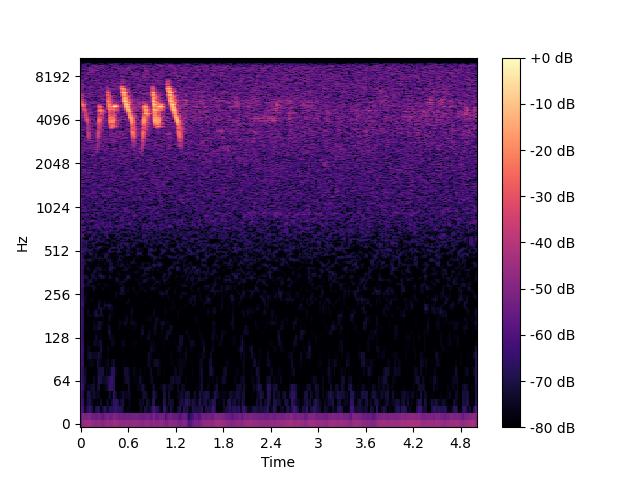 8192
4096
2048
1024
512
256
128
64
0
Hz
0 0.6 1.2 1.8 2.4 3 3.6 4.2 4.8
Time
+0 dB
-10 dB
-20 dB
-30 dB
-40 dB
-50 dB
-60 dB
-70 dB
-80 dB